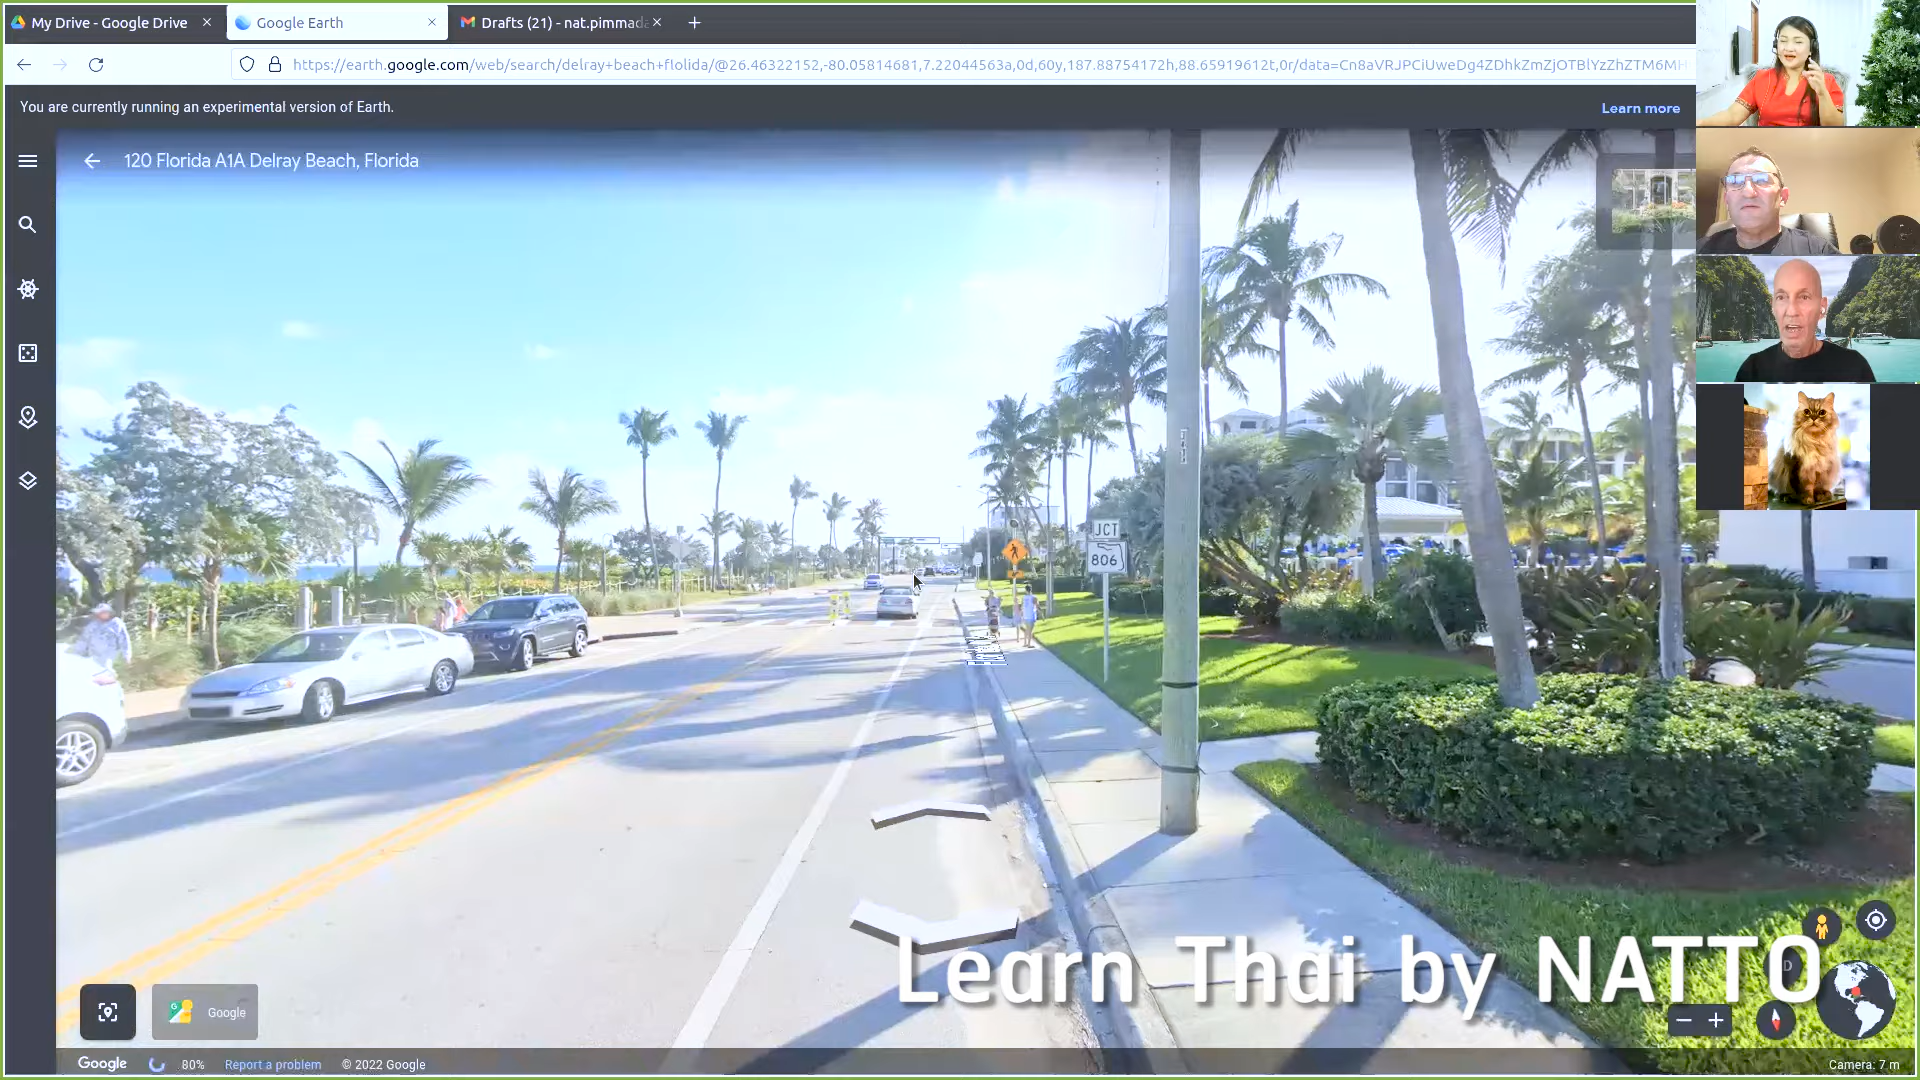 My Drive - Google Drive
Google Earth
Drafts (21) - nat.pimmad
https://earth.google.com/web/search/delray+beach+flolida/@26.46322152,-80.05814681,7.22044563a,0d,60y,187.88754172h,88.65919612t,0r/data=Cn8aVRJPCiUweDg4ZDhkZmZjOTBlYzZhZTM6MH
You are currently running an experimental version of Earth.
Learn more
120 Florida A1A Delray Beach, Florida
JCT
806
Learn Thai by NATTO
Google
Google
80%
Report a problem
© 2022 Google
Camera: 7 m